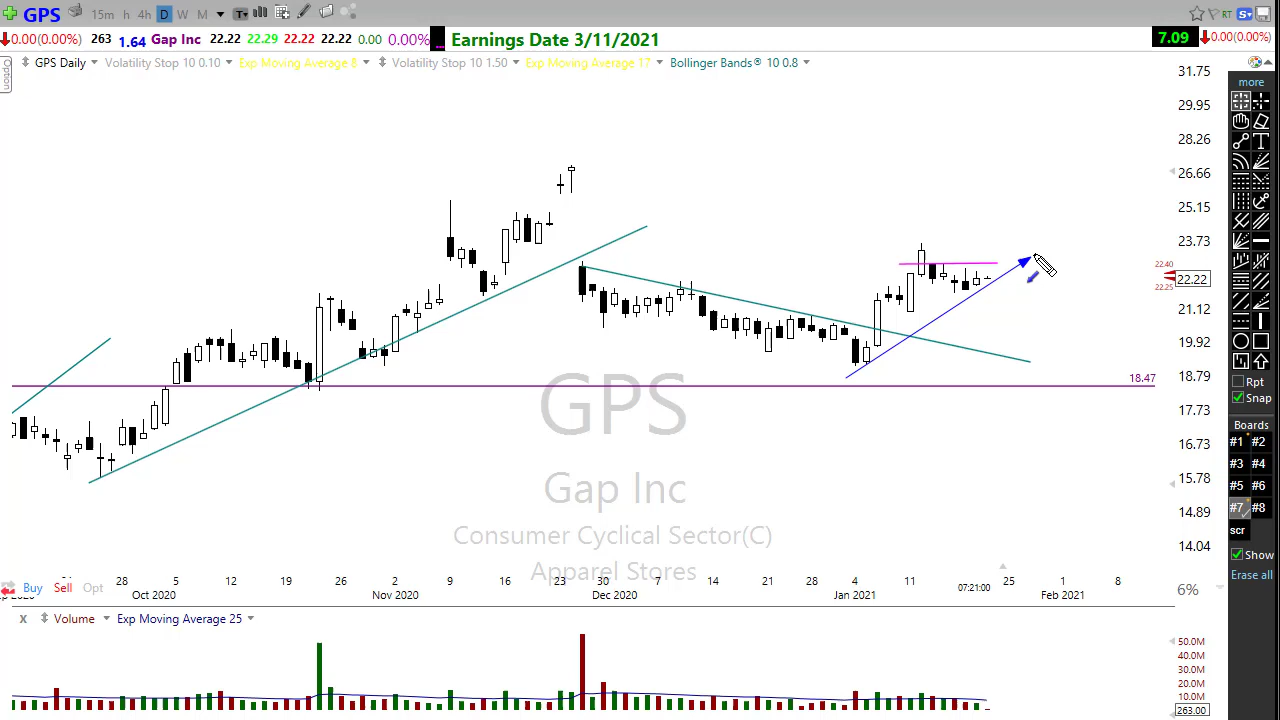 GPS 15m h 4h D W M T RT S
0.00(0.00%) 263 1.64 Gap Inc 22.22 22.29 22.22 22.22 0.00 0.00% Earnings Date 3/11/2021 7.09 0.00(0.00%)
Option GPS Daily Volatility Stop 10 0.10 Exp Moving Average 8 Volatility Stop 10 1.50 Exp Moving Average 17 Bollinger Bands® 10 0.8
31.75
29.95
28.26
26.66
25.15
23.73
22.40
22.22
22.25
21.12
19.92
18.79
18.47
17.73
16.73
15.78
14.89
14.04
GPS
Gap Inc
Consumer Cyclical Sector(C)
Apparel Stores
more
T
Rpt
Snap
Boards
#1 #2
#3 #4
#5 #6
#7 #8
scr
Show
Erase all
28 5 12 19 26 2 9 16 23 30 7 14 21 28 4 11 07:21:00 25 1 8
Oct 2020 Nov 2020 Dec 2020 Jan 2021 Feb 2021
Buy Sell Opt 6%
X Volume Exp Moving Average 25
50.0M
40.0M
30.0M
20.0M
10.0M
263.00